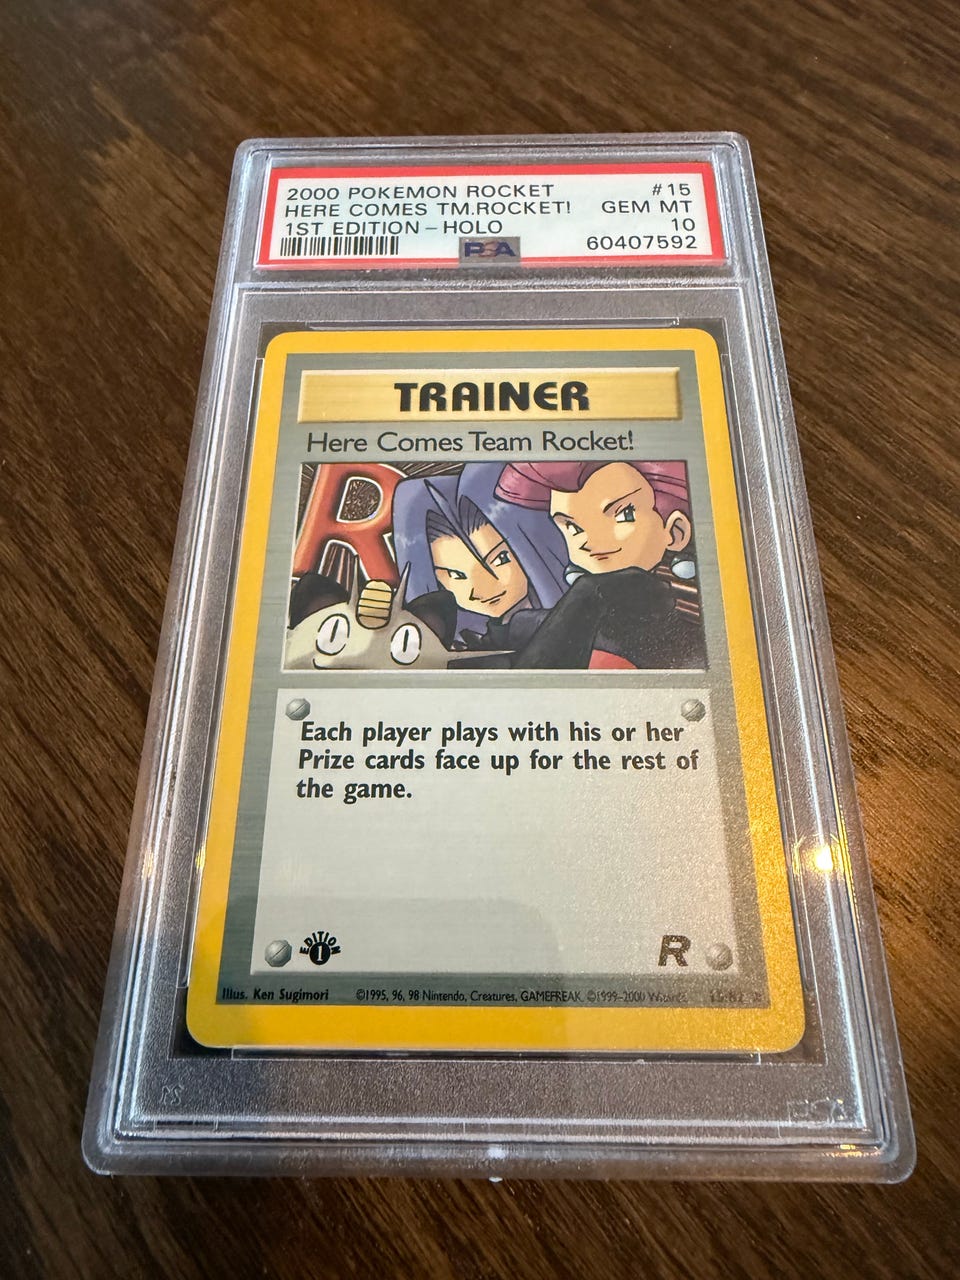 2000 POKEMON ROCKET #15
HERE COMES TM.ROCKET! GEM MT
1ST EDITION - HOLO 10
PSA 60407592
TRAINER
Here Comes Team Rocket!
R
Each player plays with his or her
Prize cards face up for the rest of
the game.
EDITION
1
R
Illus. Ken Sugimori ©1995, 96, 98 Nintendo, Creatures, GAMEFREAK. ©1999-2000 Wizards. 15/82